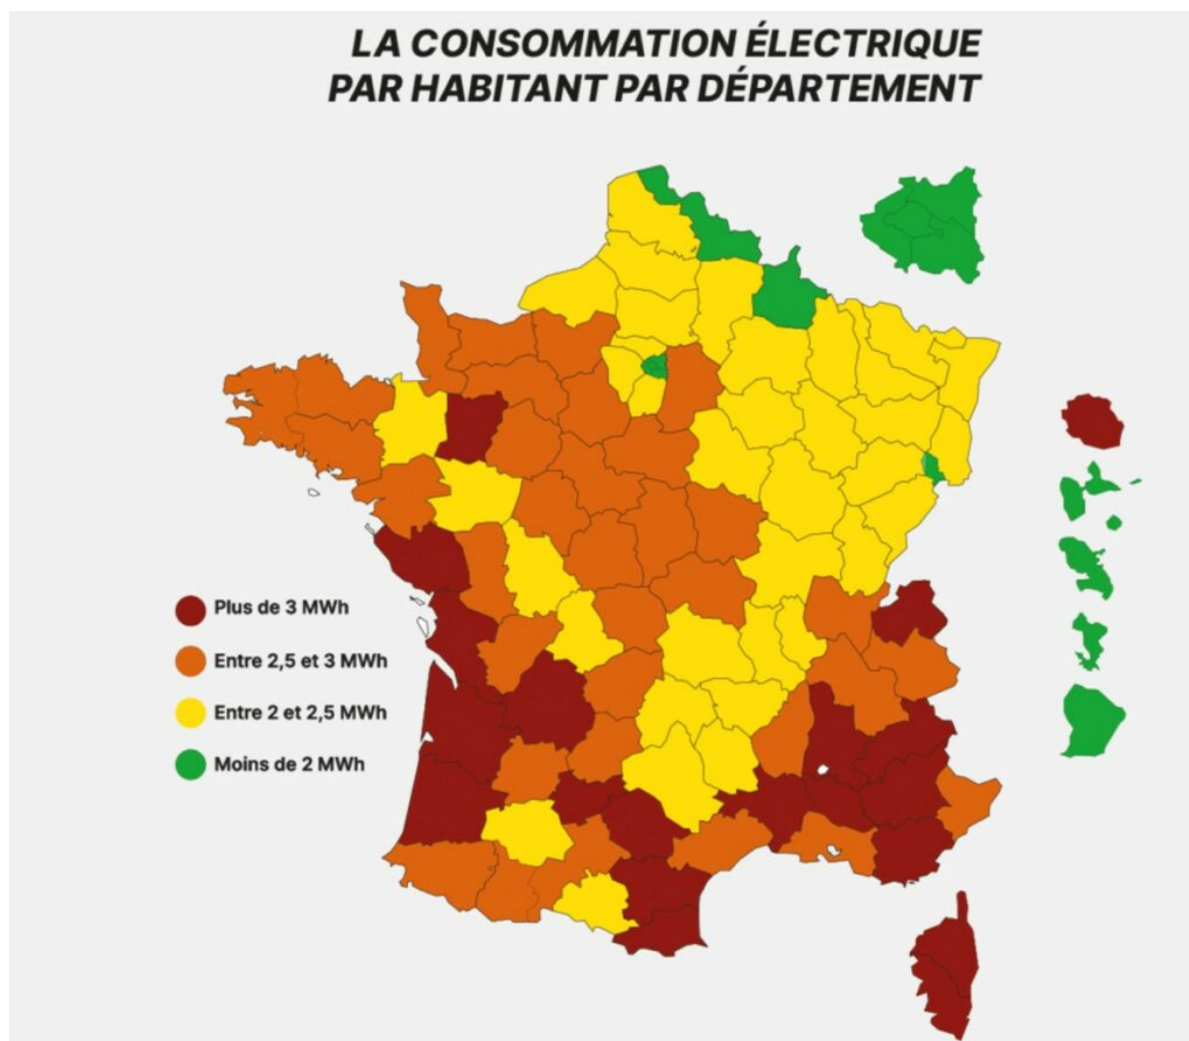 LA CONSOMMATION ÉLECTRIQUE
PAR HABITANT PAR DÉPARTEMENT
Plus de 3 MWh
Entre 2,5 et 3 MWh
Entre 2 et 2,5 MWh
Moins de 2 MWh